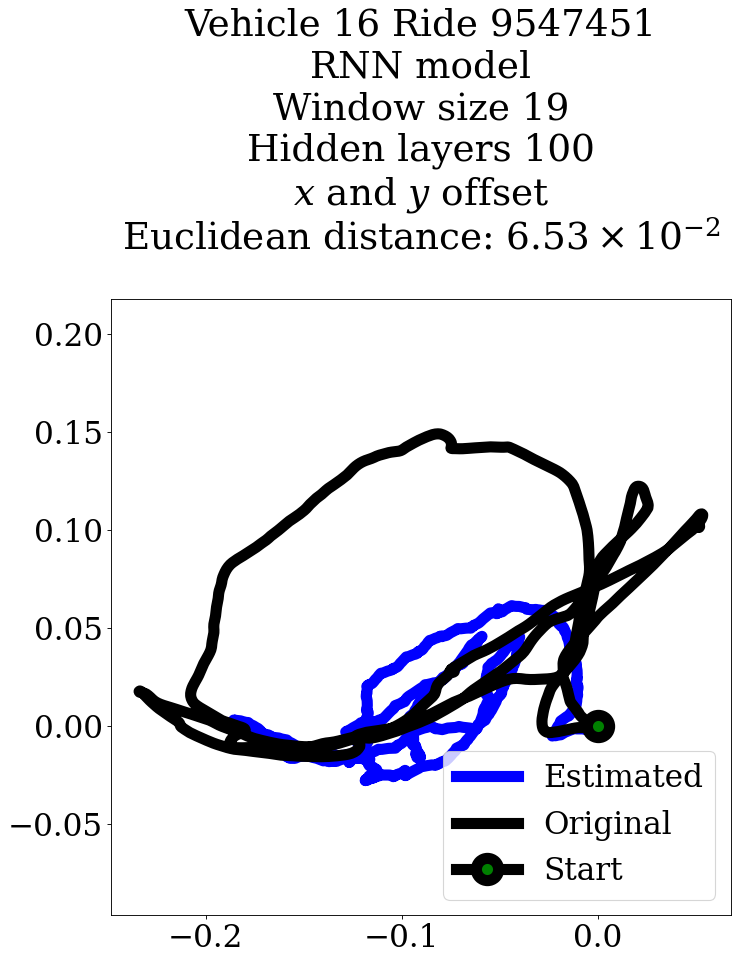 Vehicle 16 Ride 9547451
RNN model
Window size 19
Hidden layers 100
x and y offset
Euclidean distance: 6.53 × 10⁻²
0.20
0.15
0.10
0.05
0.00
−0.05
Estimated
Original
Start
−0.2
−0.1
0.0